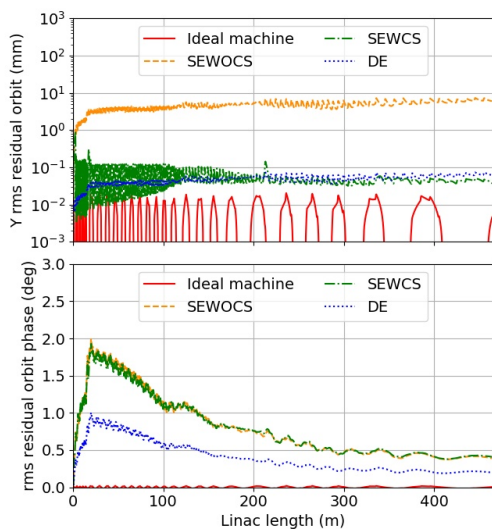 Y rms residual orbit (mm)
10³
10²
10¹
10⁰
10⁻¹
10⁻²
10⁻³
Ideal machine
SEWOCS
SEWCS
DE
rms residual orbit phase (deg)
3.0
2.5
2.0
1.5
1.0
0.5
0.0
Ideal machine
SEWOCS
SEWCS
DE
0 100 200 300 400
Linac length (m)